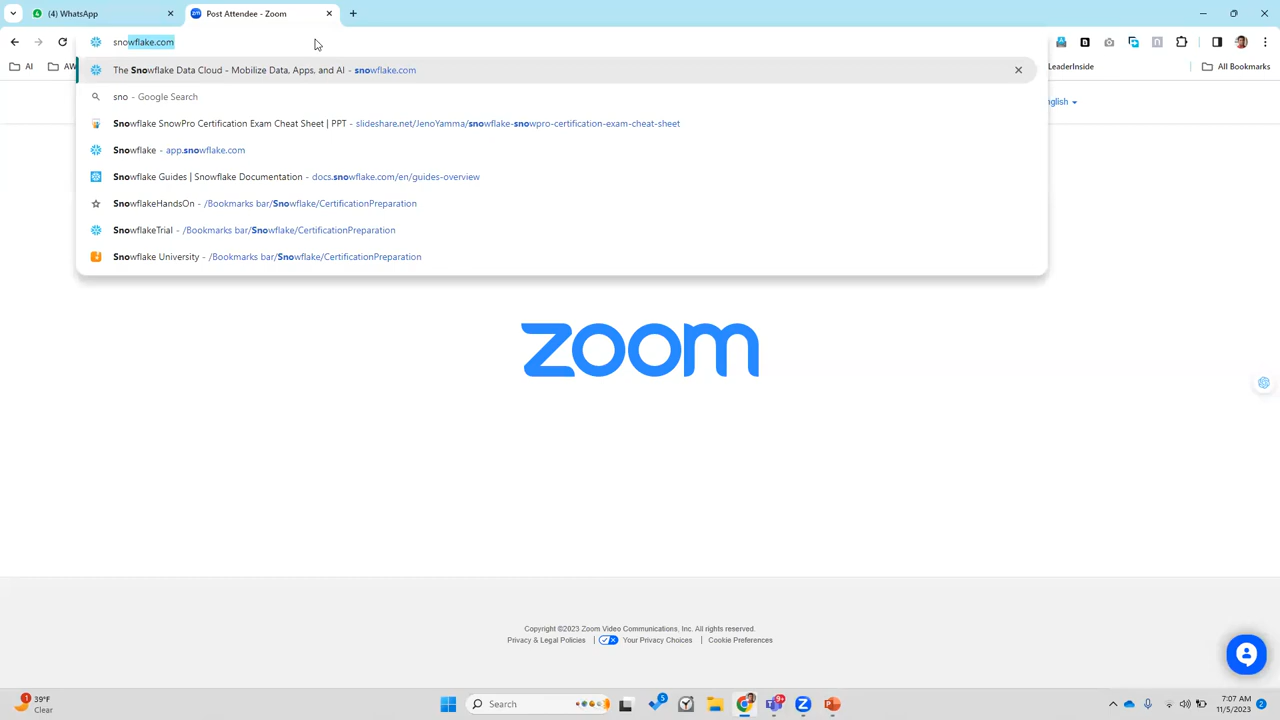 (4) WhatsApp
Post Attendee - Zoom
snowflake.com
AI
AW
LeaderInside
All Bookmarks
The Snowflake Data Cloud - Mobilize Data, Apps, and AI - snowflake.com
sno - Google Search
Snowflake SnowPro Certification Exam Cheat Sheet | PPT - slideshare.net/JenoYamma/snowflake-snowpro-certification-exam-cheat-sheet
nglish
Snowflake - app.snowflake.com
Snowflake Guides | Snowflake Documentation - docs.snowflake.com/en/guides-overview
SnowflakeHandsOn - /Bookmarks bar/Snowflake/CertificationPreparation
SnowflakeTrial - /Bookmarks bar/Snowflake/CertificationPreparation
Snowflake University - /Bookmarks bar/Snowflake/CertificationPreparation
zoom
Copyright ©2023 Zoom Video Communications, Inc. All rights reserved.
Privacy & Legal Policies | Your Privacy Choices | Cookie Preferences
1
39°F
Clear
Search
5
9+
7:07 AM
11/5/2023
2